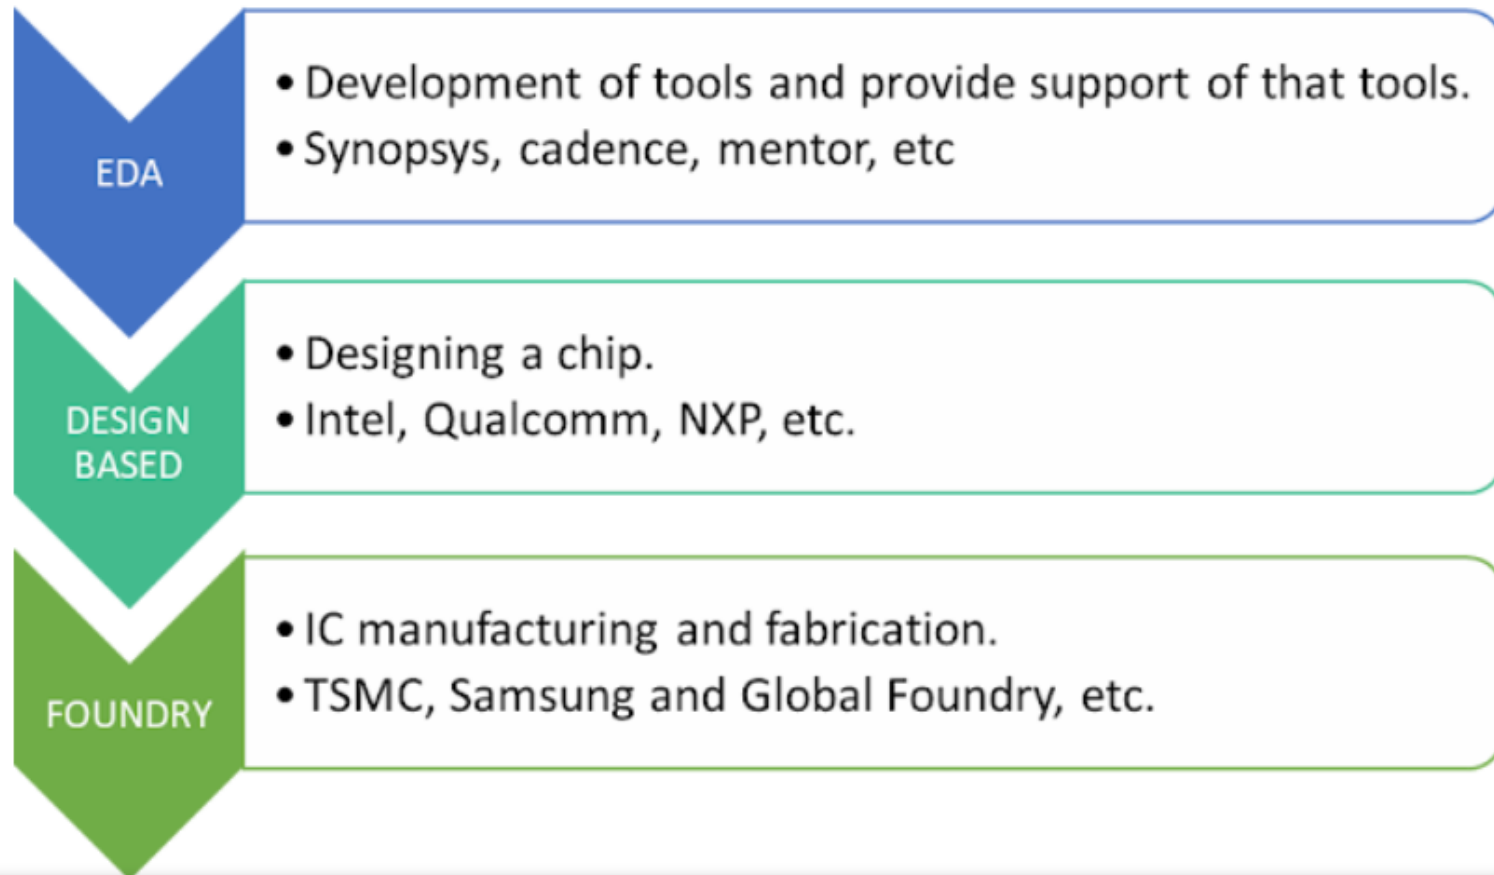 EDA
• Development of tools and provide support of that tools.
• Synopsys, cadence, mentor, etc
DESIGN
BASED
• Designing a chip.
• Intel, Qualcomm, NXP, etc.
FOUNDRY
• IC manufacturing and fabrication.
• TSMC, Samsung and Global Foundry, etc.